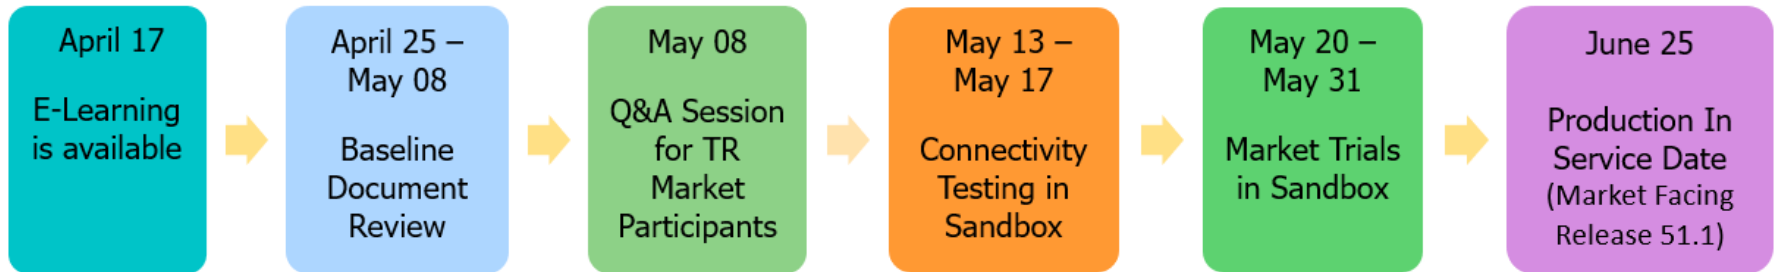 April 17
E-Learning
is available
April 25 –
May 08
Baseline
Document
Review
May 08
Q&A Session
for TR
Market
Participants
May 13 –
May 17
Connectivity
Testing in
Sandbox
May 20 –
May 31
Market Trials
in Sandbox
June 25
Production In
Service Date
(Market Facing
Release 51.1)